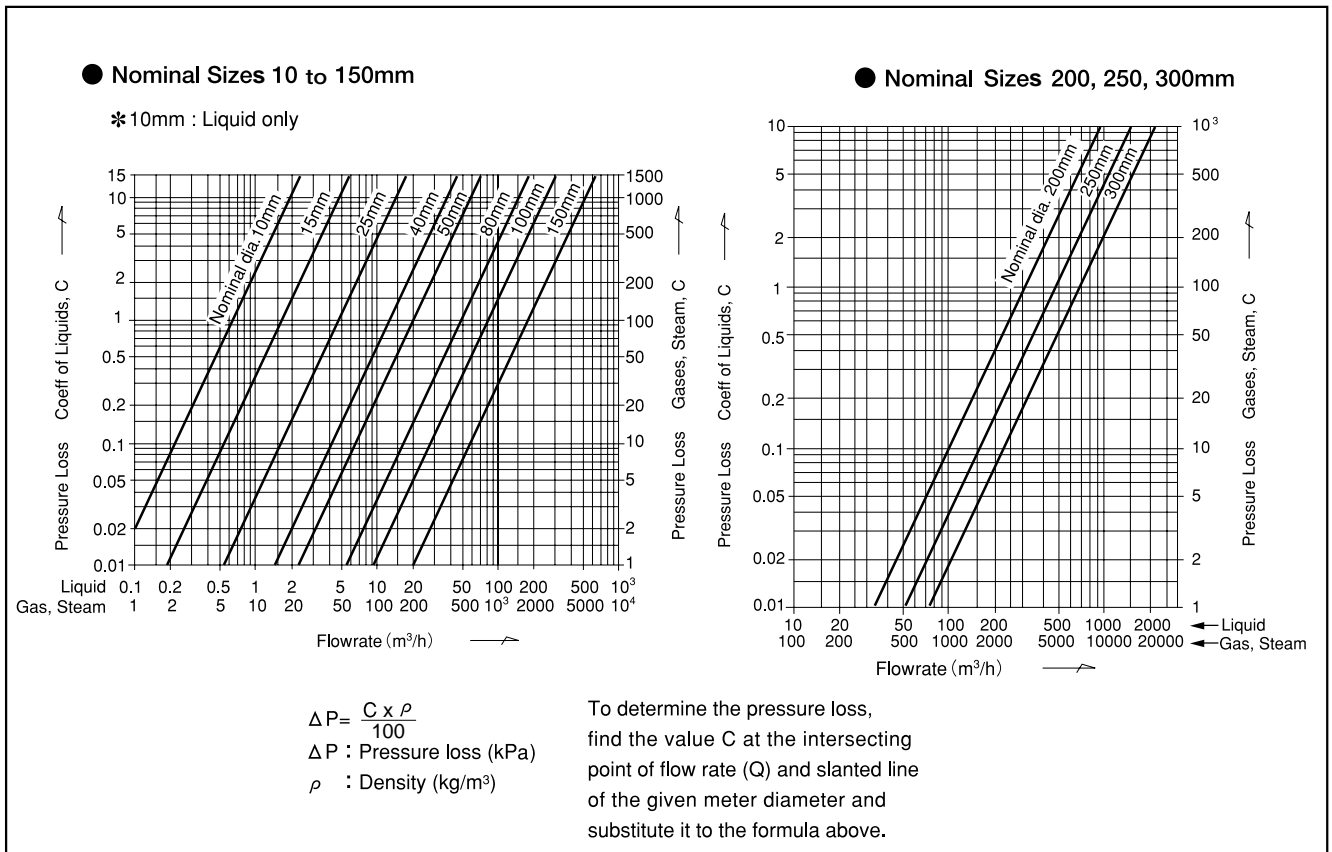 ● Nominal Sizes 10 to 150mm
✻10mm : Liquid only
Pressure Loss Coeff of Liquids, C
15
10
5
2
1
0.5
0.2
0.1
0.05
0.02
0.01
Nominal dia. 10mm
15mm
25mm
40mm
50mm
80mm
100mm
150mm
1500
1000
500
200
100
50
20
10
5
2
1
Pressure Loss Gases, Steam, C
Liquid 0.1 0.2 0.5 1 2 5 10 20 50 100 200 500 10³
Gas, Steam 1 2 5 10 20 50 100 200 500 10³ 2000 5000 10⁴
Flowrate (m³/h)
● Nominal Sizes 200, 250, 300mm
Pressure Loss Coeff of Liquids, C
10
5
2
1
0.5
0.2
0.1
0.05
0.02
0.01
Nominal dia. 200mm
250mm
300mm
10³
500
200
100
50
20
10
5
2
1
Pressure Loss Gases, Steam, C
10 20 50 100 200 500 1000 2000 Liquid
100 200 500 1000 2000 5000 10000 20000 Gas, Steam
Flowrate (m³/h)
Δ P= C x ρ
100
Δ P : Pressure loss (kPa)
ρ : Density (kg/m³)
To determine the pressure loss,
find the value C at the intersecting
point of flow rate (Q) and slanted line
of the given meter diameter and
substitute it to the formula above.